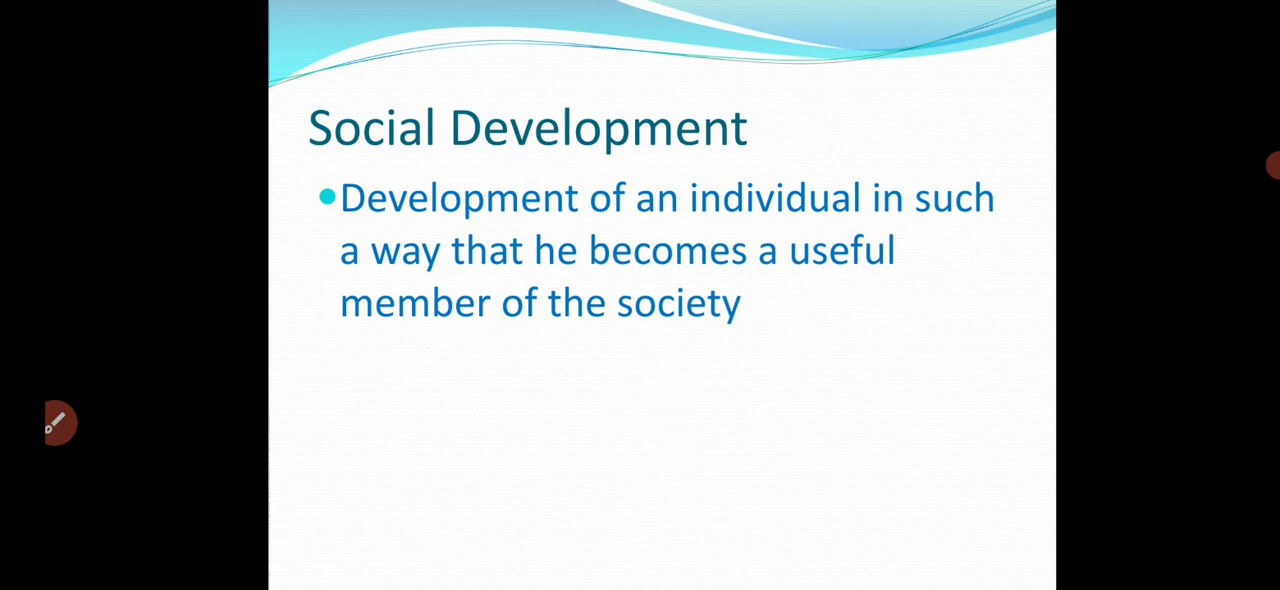 Social Development
Development of an individual in such
a way that he becomes a useful
member of the society